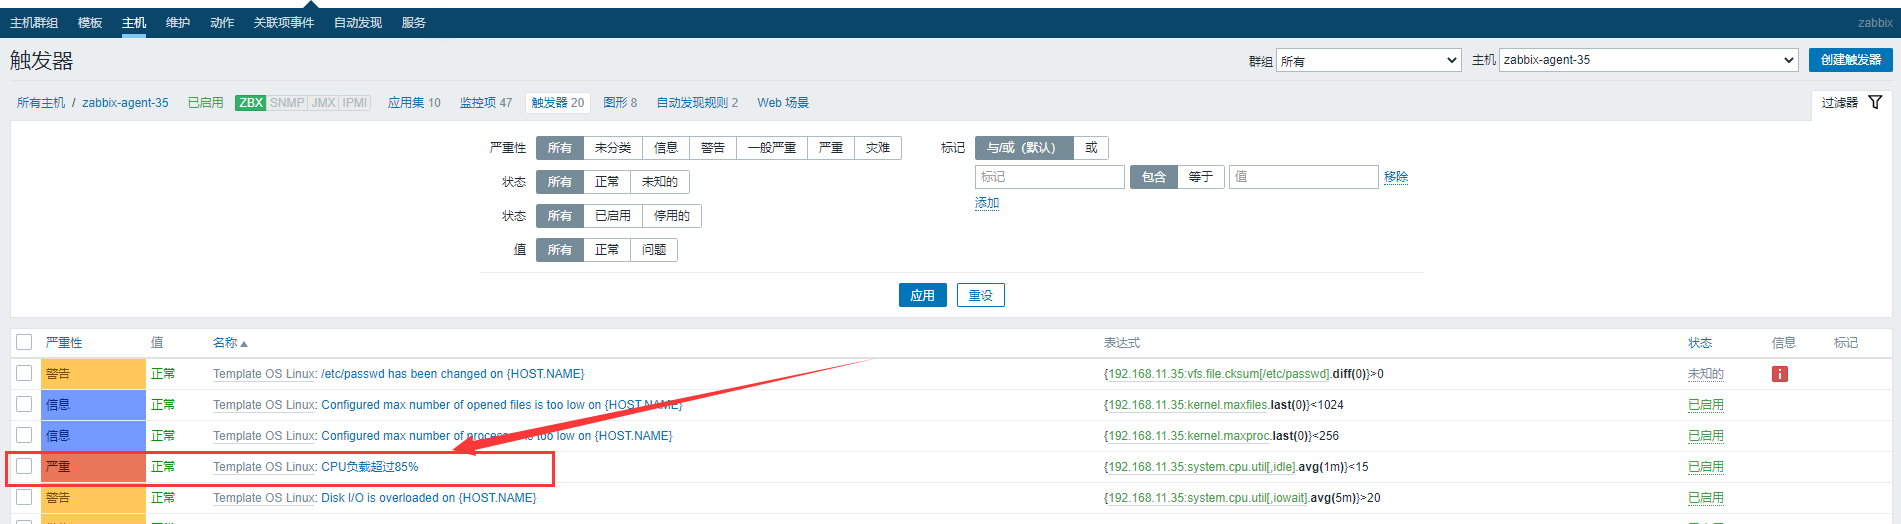 主机群组 模板 主机 维护 动作 关联项事件 自动发现 服务 zabbix
触发器 群组 所有 主机 zabbix-agent-35 创建触发器
所有主机 / zabbix-agent-35 已启用 ZBX SNMP JMX IPMI 应用集 10 监控项 47 触发器 20 图形 8 自动发现规则 2 Web 场景 过滤器
严重性 所有 未分类 信息 警告 一般严重 严重 灾难 标记 与/或（默认） 或
标记 包含 等于 值 移除
状态 所有 正常 未知的
添加
状态 所有 已启用 停用的
值 所有 正常 问题
应用 重设
严重性 值 名称 表达式 状态 信息 标记
警告 正常 Template OS Linux: /etc/passwd has been changed on {HOST.NAME} {192.168.11.35:vfs.file.cksum[/etc/passwd].diff(0)}>0 未知的
信息 正常 Template OS Linux: Configured max number of opened files is too low on {HOST.NAME} {192.168.11.35:kernel.maxfiles.last(0)}<1024 已启用
信息 正常 Template OS Linux: Configured max number of processes is too low on {HOST.NAME} {192.168.11.35:kernel.maxproc.last(0)}<256 已启用
严重 正常 Template OS Linux: CPU负载超过85% {192.168.11.35:system.cpu.util[,idle].avg(1m)}<15 已启用
警告 正常 Template OS Linux: Disk I/O is overloaded on {HOST.NAME} {192.168.11.35:system.cpu.util[,iowait].avg(5m)}>20 已启用